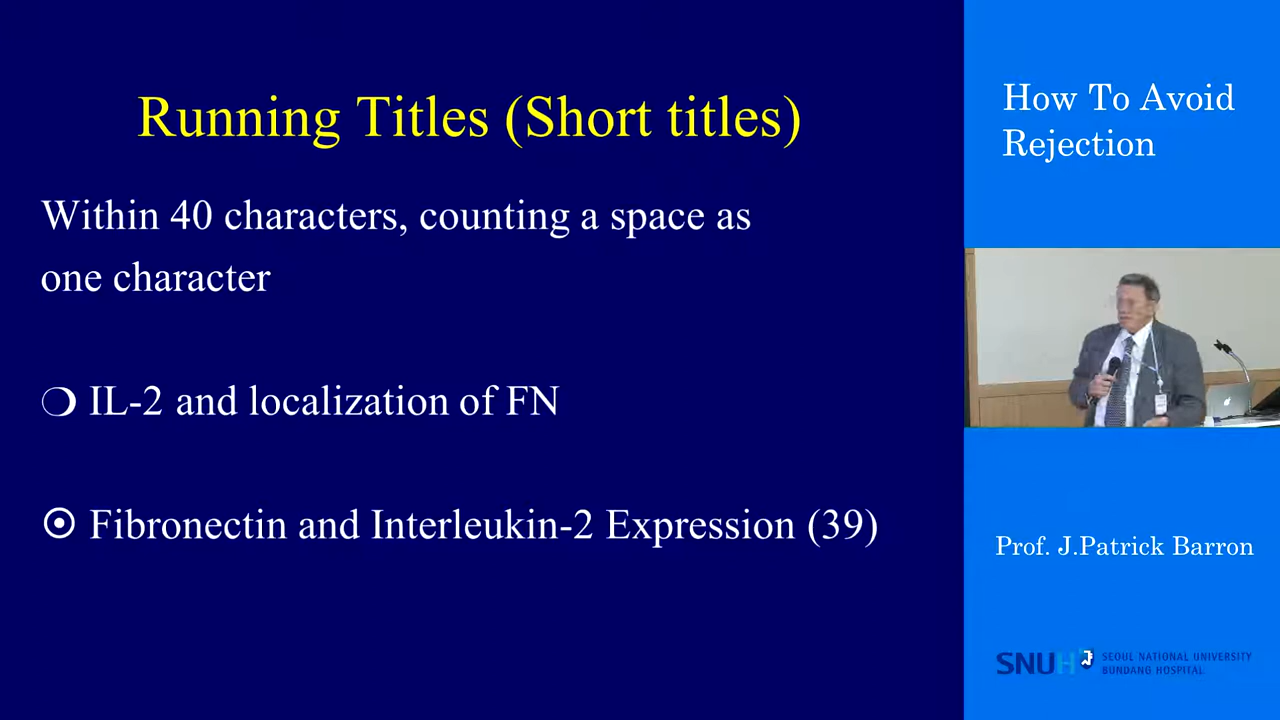 Running Titles (Short titles)
Within 40 characters, counting a space as
one character
❍ IL-2 and localization of FN
⦿ Fibronectin and Interleukin-2 Expression (39)
How To Avoid
Rejection
Prof. J.Patrick Barron
SNUH
SEOUL NATIONAL UNIVERSITY
BUNDANG HOSPITAL